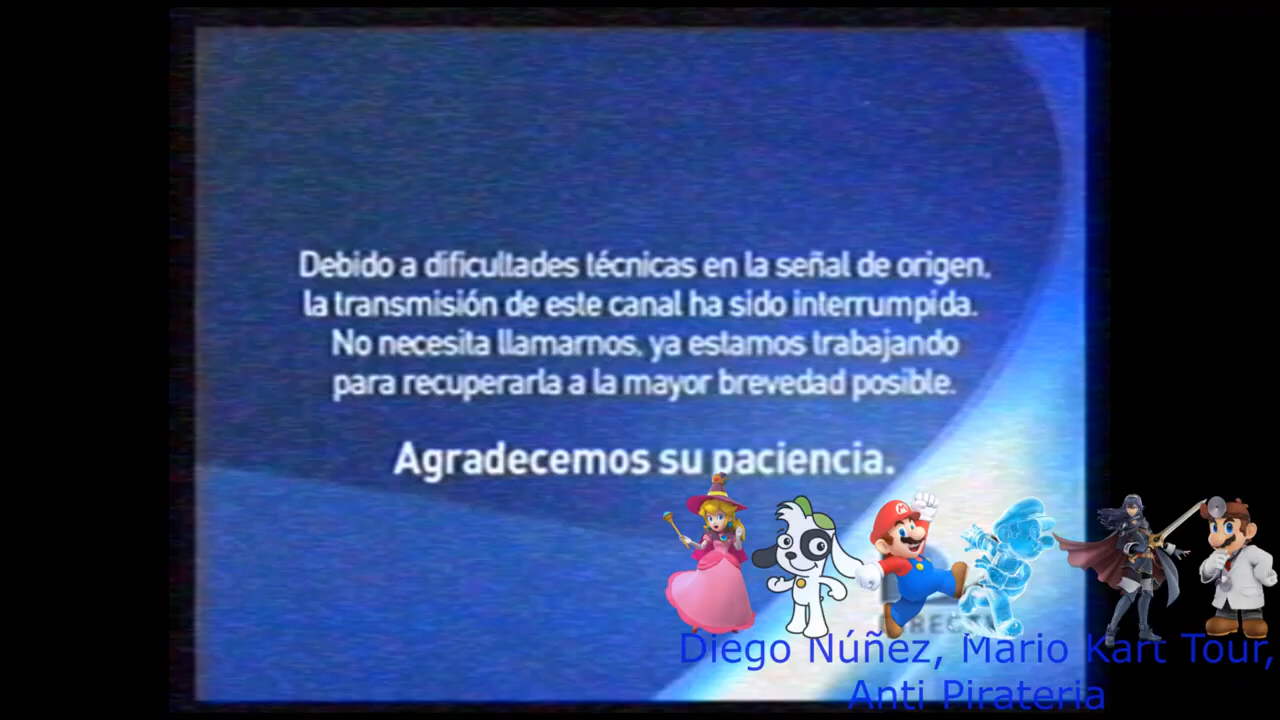 Debido a dificultades técnicas en la señal de origen,
la transmisión de este canal ha sido interrumpida.
No necesita llamarnos, ya estamos trabajando
para recuperarla a la mayor brevedad posible.
Agradecemos su paciencia.
Diego Núñez, Mario Kart Tour,
Anti Pirateria